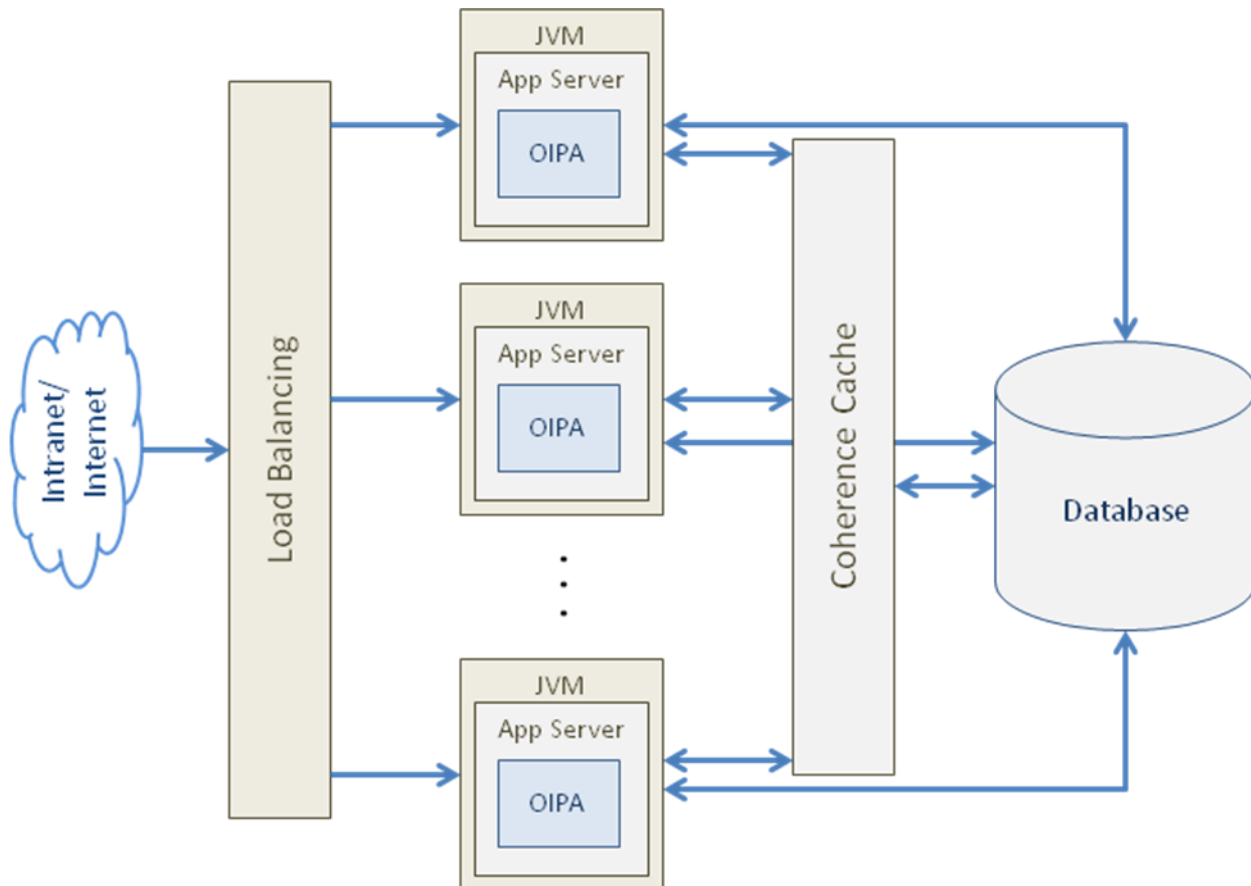 Intranet/
Internet
Load Balancing
JVM
App Server
OIPA
JVM
App Server
OIPA
JVM
App Server
OIPA
Coherence Cache
Database